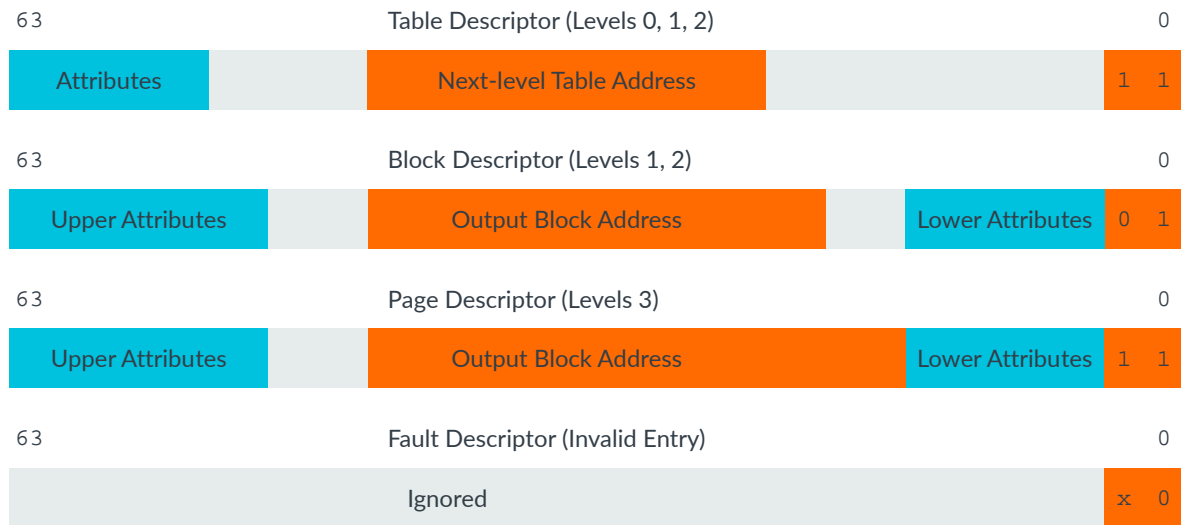 63 Table Descriptor (Levels 0, 1, 2) 0
Attributes Next-level Table Address 1 1
63 Block Descriptor (Levels 1, 2) 0
Upper Attributes Output Block Address Lower Attributes 0 1
63 Page Descriptor (Levels 3) 0
Upper Attributes Output Block Address Lower Attributes 1 1
63 Fault Descriptor (Invalid Entry) 0
Ignored x 0